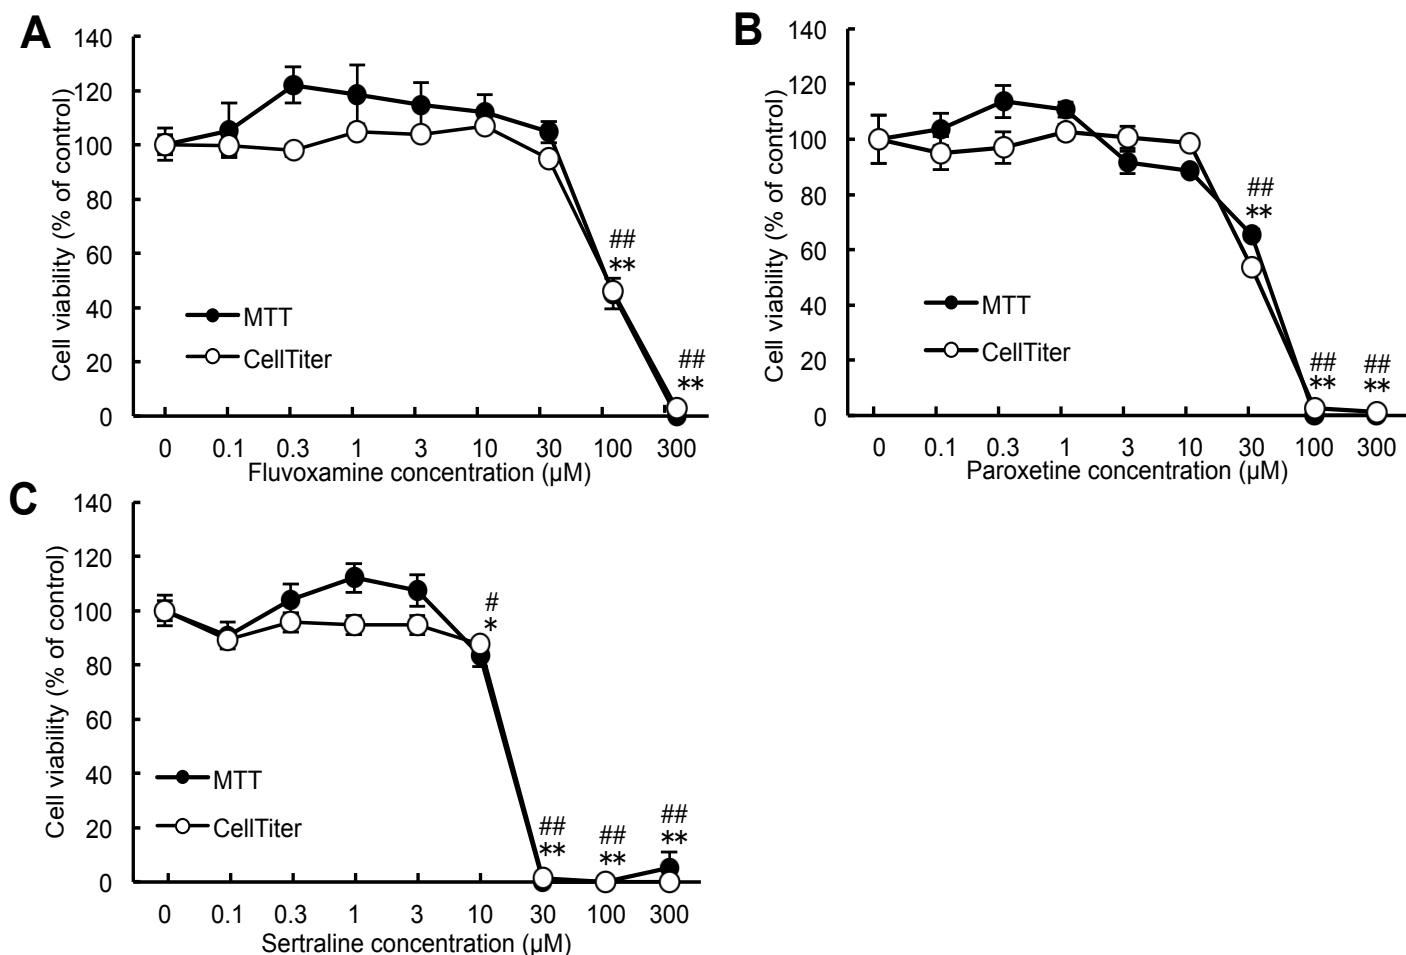 A
Cell viability (% of control)
140
120
100
80
60
40
20
0
##
**
##
**
MTT
CellTiter
0 0.1 0.3 1 3 10 30 100 300
Fluvoxamine concentration (µM)
B
Cell viability (% of control)
140
120
100
80
60
40
20
0
##
**
##
**
##
**
MTT
CellTiter
0 0.1 0.3 1 3 10 30 100 300
Paroxetine concentration (µM)
C
Cell viability (% of control)
140
120
100
80
60
40
20
0
#
*
##
**
##
**
##
**
MTT
CellTiter
0 0.1 0.3 1 3 10 30 100 300
Sertraline concentration (µM)